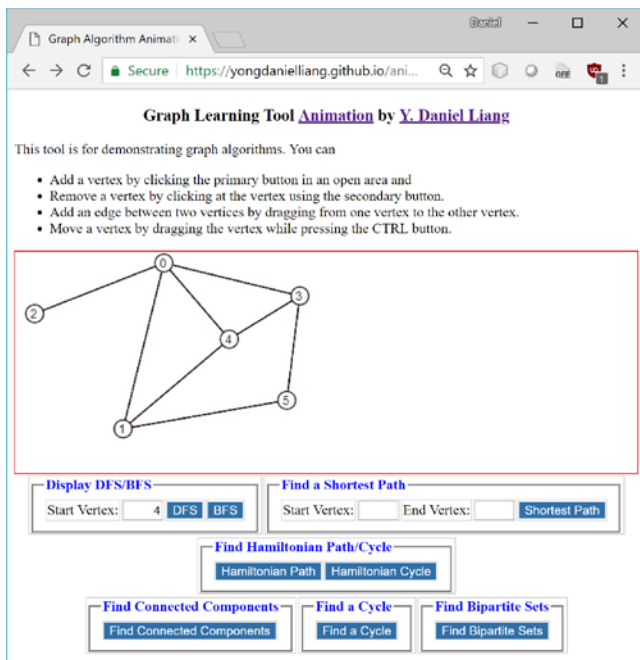 Daniel
Graph Algorithm Animati
Secure https://yongdanielliang.github.io/ani...
OFF
1
Graph Learning Tool Animation by Y. Daniel Liang
This tool is for demonstrating graph algorithms. You can
• Add a vertex by clicking the primary button in an open area and
• Remove a vertex by clicking at the vertex using the secondary button.
• Add an edge between two vertices by dragging from one vertex to the other vertex.
• Move a vertex by dragging the vertex while pressing the CTRL button.
0
3
2
4
5
1
Display DFS/BFS
Start Vertex: 4 DFS BFS
Find a Shortest Path
Start Vertex: End Vertex: Shortest Path
Find Hamiltonian Path/Cycle
Hamiltonian Path Hamiltonian Cycle
Find Connected Components
Find Connected Components
Find a Cycle
Find a Cycle
Find Bipartite Sets
Find Bipartite Sets